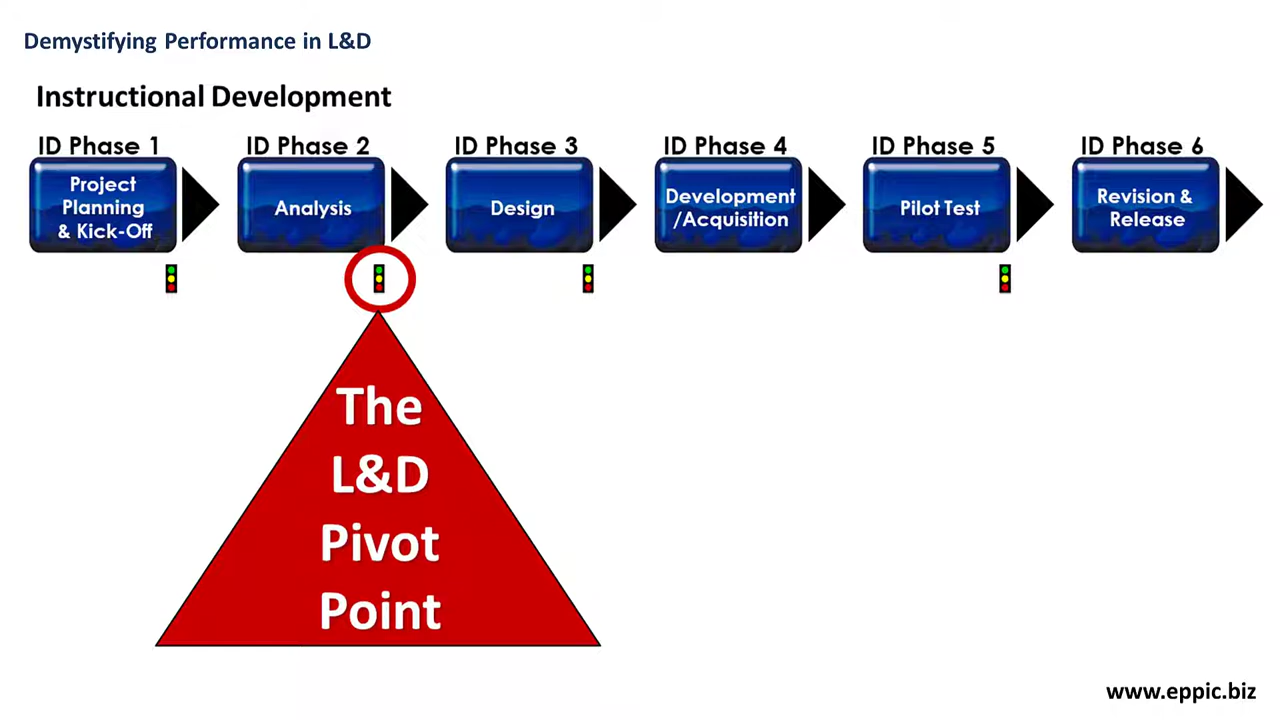 Demystifying Performance in L&D
Instructional Development
ID Phase 1
ID Phase 2
ID Phase 3
ID Phase 4
ID Phase 5
ID Phase 6
Project
Planning
& Kick-Off
Analysis
Design
Development
/Acquisition
Pilot Test
Revision &
Release
The
L&D
Pivot
Point
www.eppic.biz